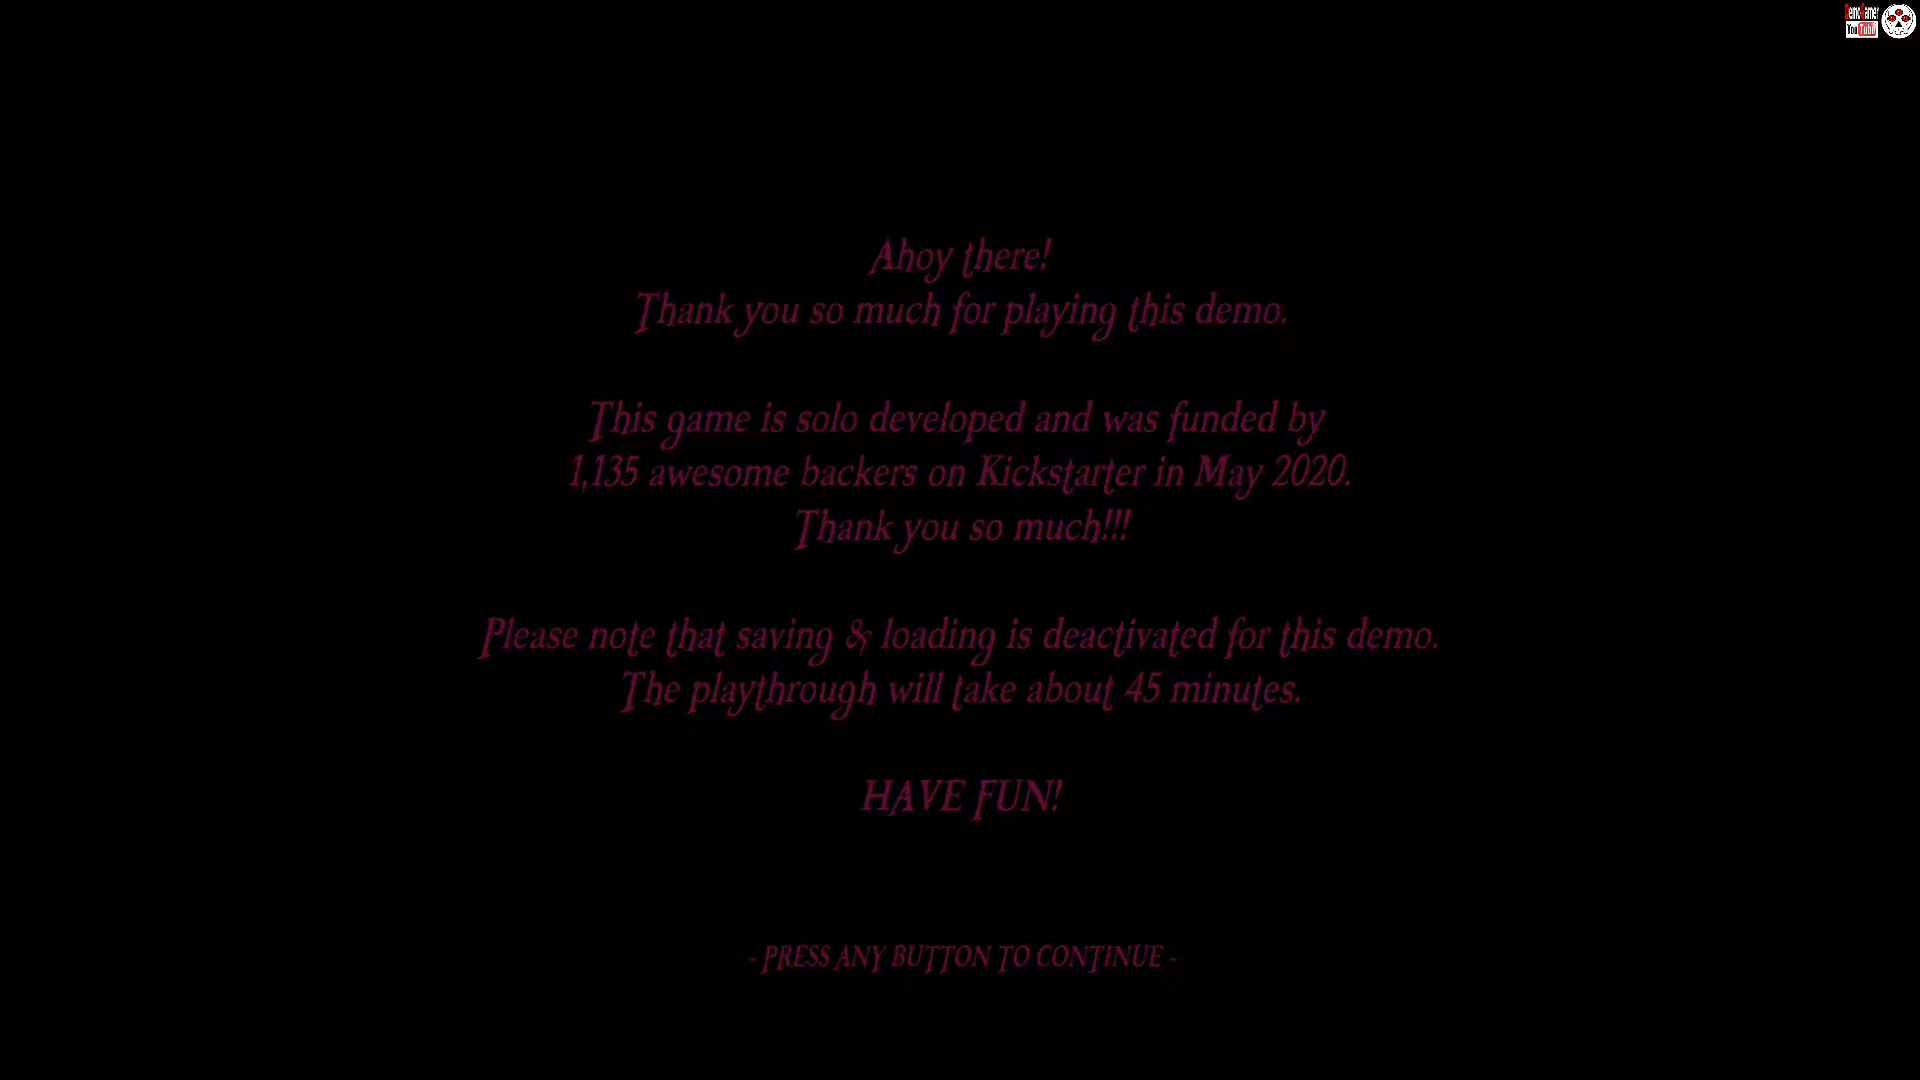 DemoGamer
YouTube
Ahoy there!
Thank you so much for playing this demo.
This game is solo developed and was funded by
1,135 awesome backers on Kickstarter in May 2020.
Thank you so much!!!
Please note that saving & loading is deactivated for this demo.
The playthrough will take about 45 minutes.
HAVE FUN!
- PRESS ANY BUTTON TO CONTINUE -